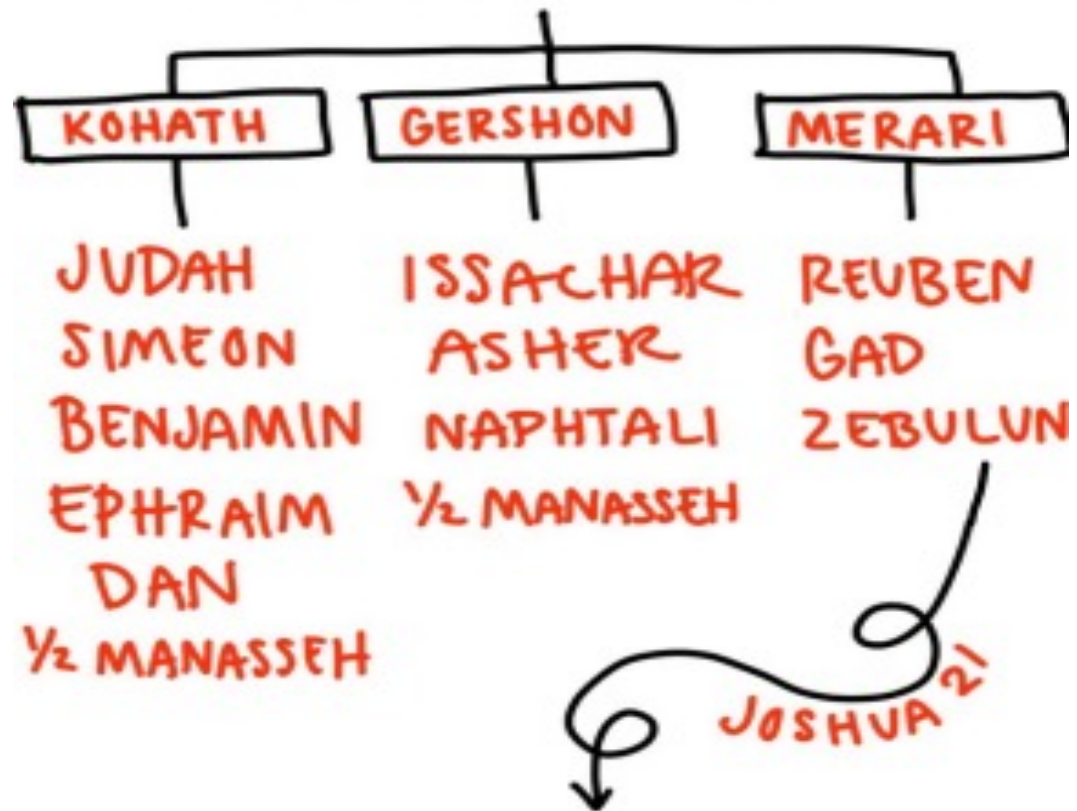 KOHATH
GERSHON
MERARI
JUDAH
SIMEON
BENJAMIN
EPHRAIM
DAN
½ MANASSEH
ISSACHAR
ASHER
NAPHTALI
½ MANASSEH
REUBEN
GAD
ZEBULUN
JOSHUA 21